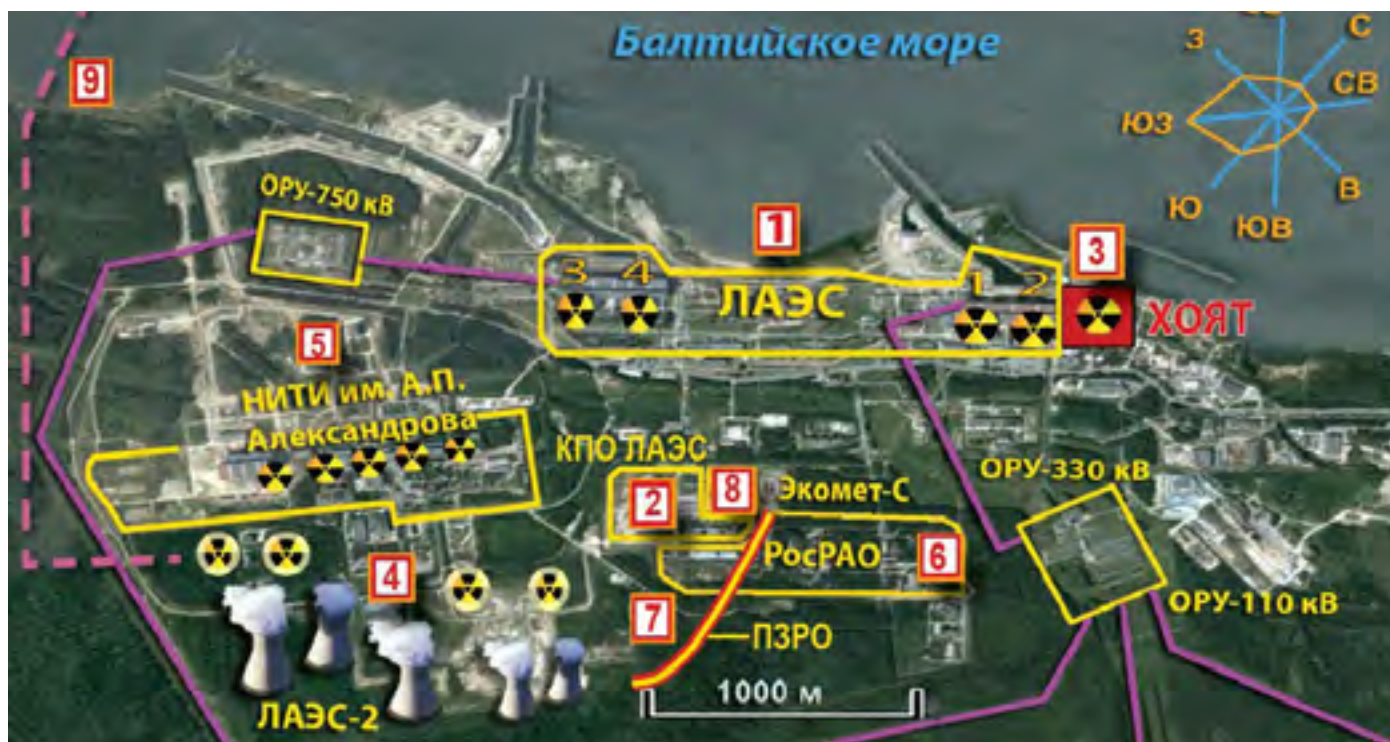 Балтийское море
С
З
СВ
ЮЗ
В
Ю
ЮВ
9
ОРУ-750 кВ
1
3
3
4
ЛАЭС
1
2
ХОЯТ
5
НИТИ им. А.П.
Александрова
КПО ЛАЭС
2
8
Экомет-С
ОРУ-330 кВ
РосРАО
6
4
ОРУ-110 кВ
7
ПЗРО
1000 м
ЛАЭС-2